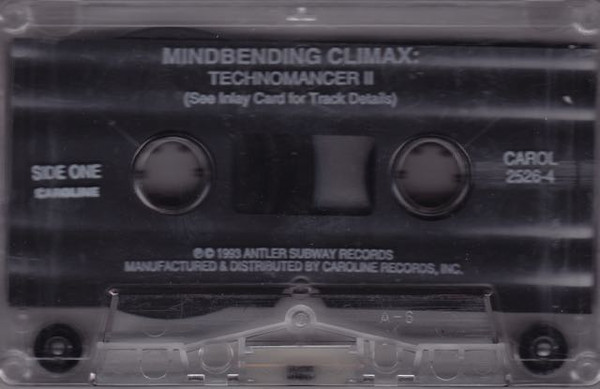 MINDBENDING CLIMAX:
TECHNOMANCER II
(See Inlay Card for Track Details)
SIDE ONE
CAROLINE
CAROL
2526-4
℗ © 1993 ANTLER SUBWAY RECORDS
MANUFACTURED & DISTRIBUTED BY CAROLINE RECORDS, INC.
A-6